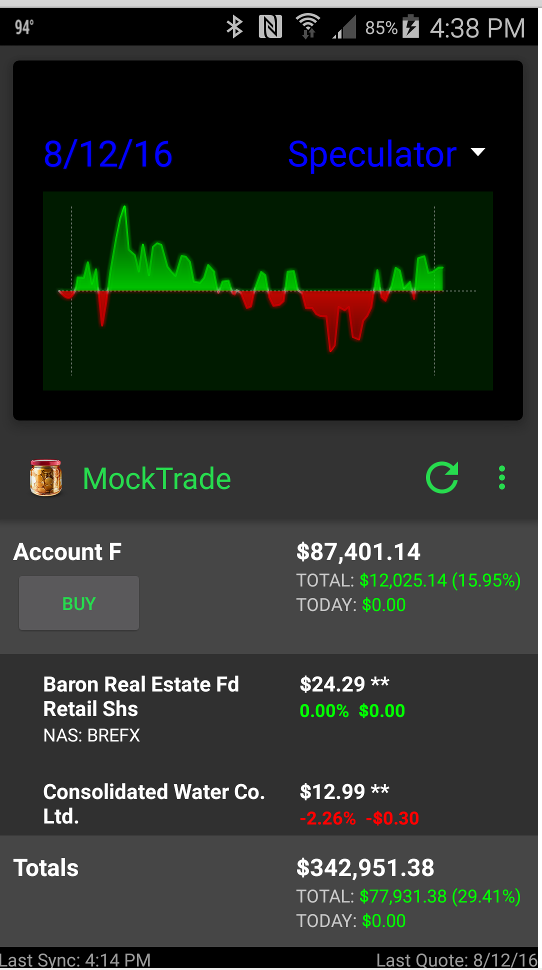 94°
85% 4:38 PM
8/12/16 Speculator
MockTrade
Account F $87,401.14
TOTAL: $12,025.14 (15.95%)
BUY TODAY: $0.00
Baron Real Estate Fd $24.29 **
Retail Shs 0.00% $0.00
NAS: BREFX
Consolidated Water Co. $12.99 **
Ltd. -2.26% -$0.30
Totals $342,951.38
TOTAL: $77,931.38 (29.41%)
TODAY: $0.00
Last Sync: 4:14 PM Last Quote: 8/12/16